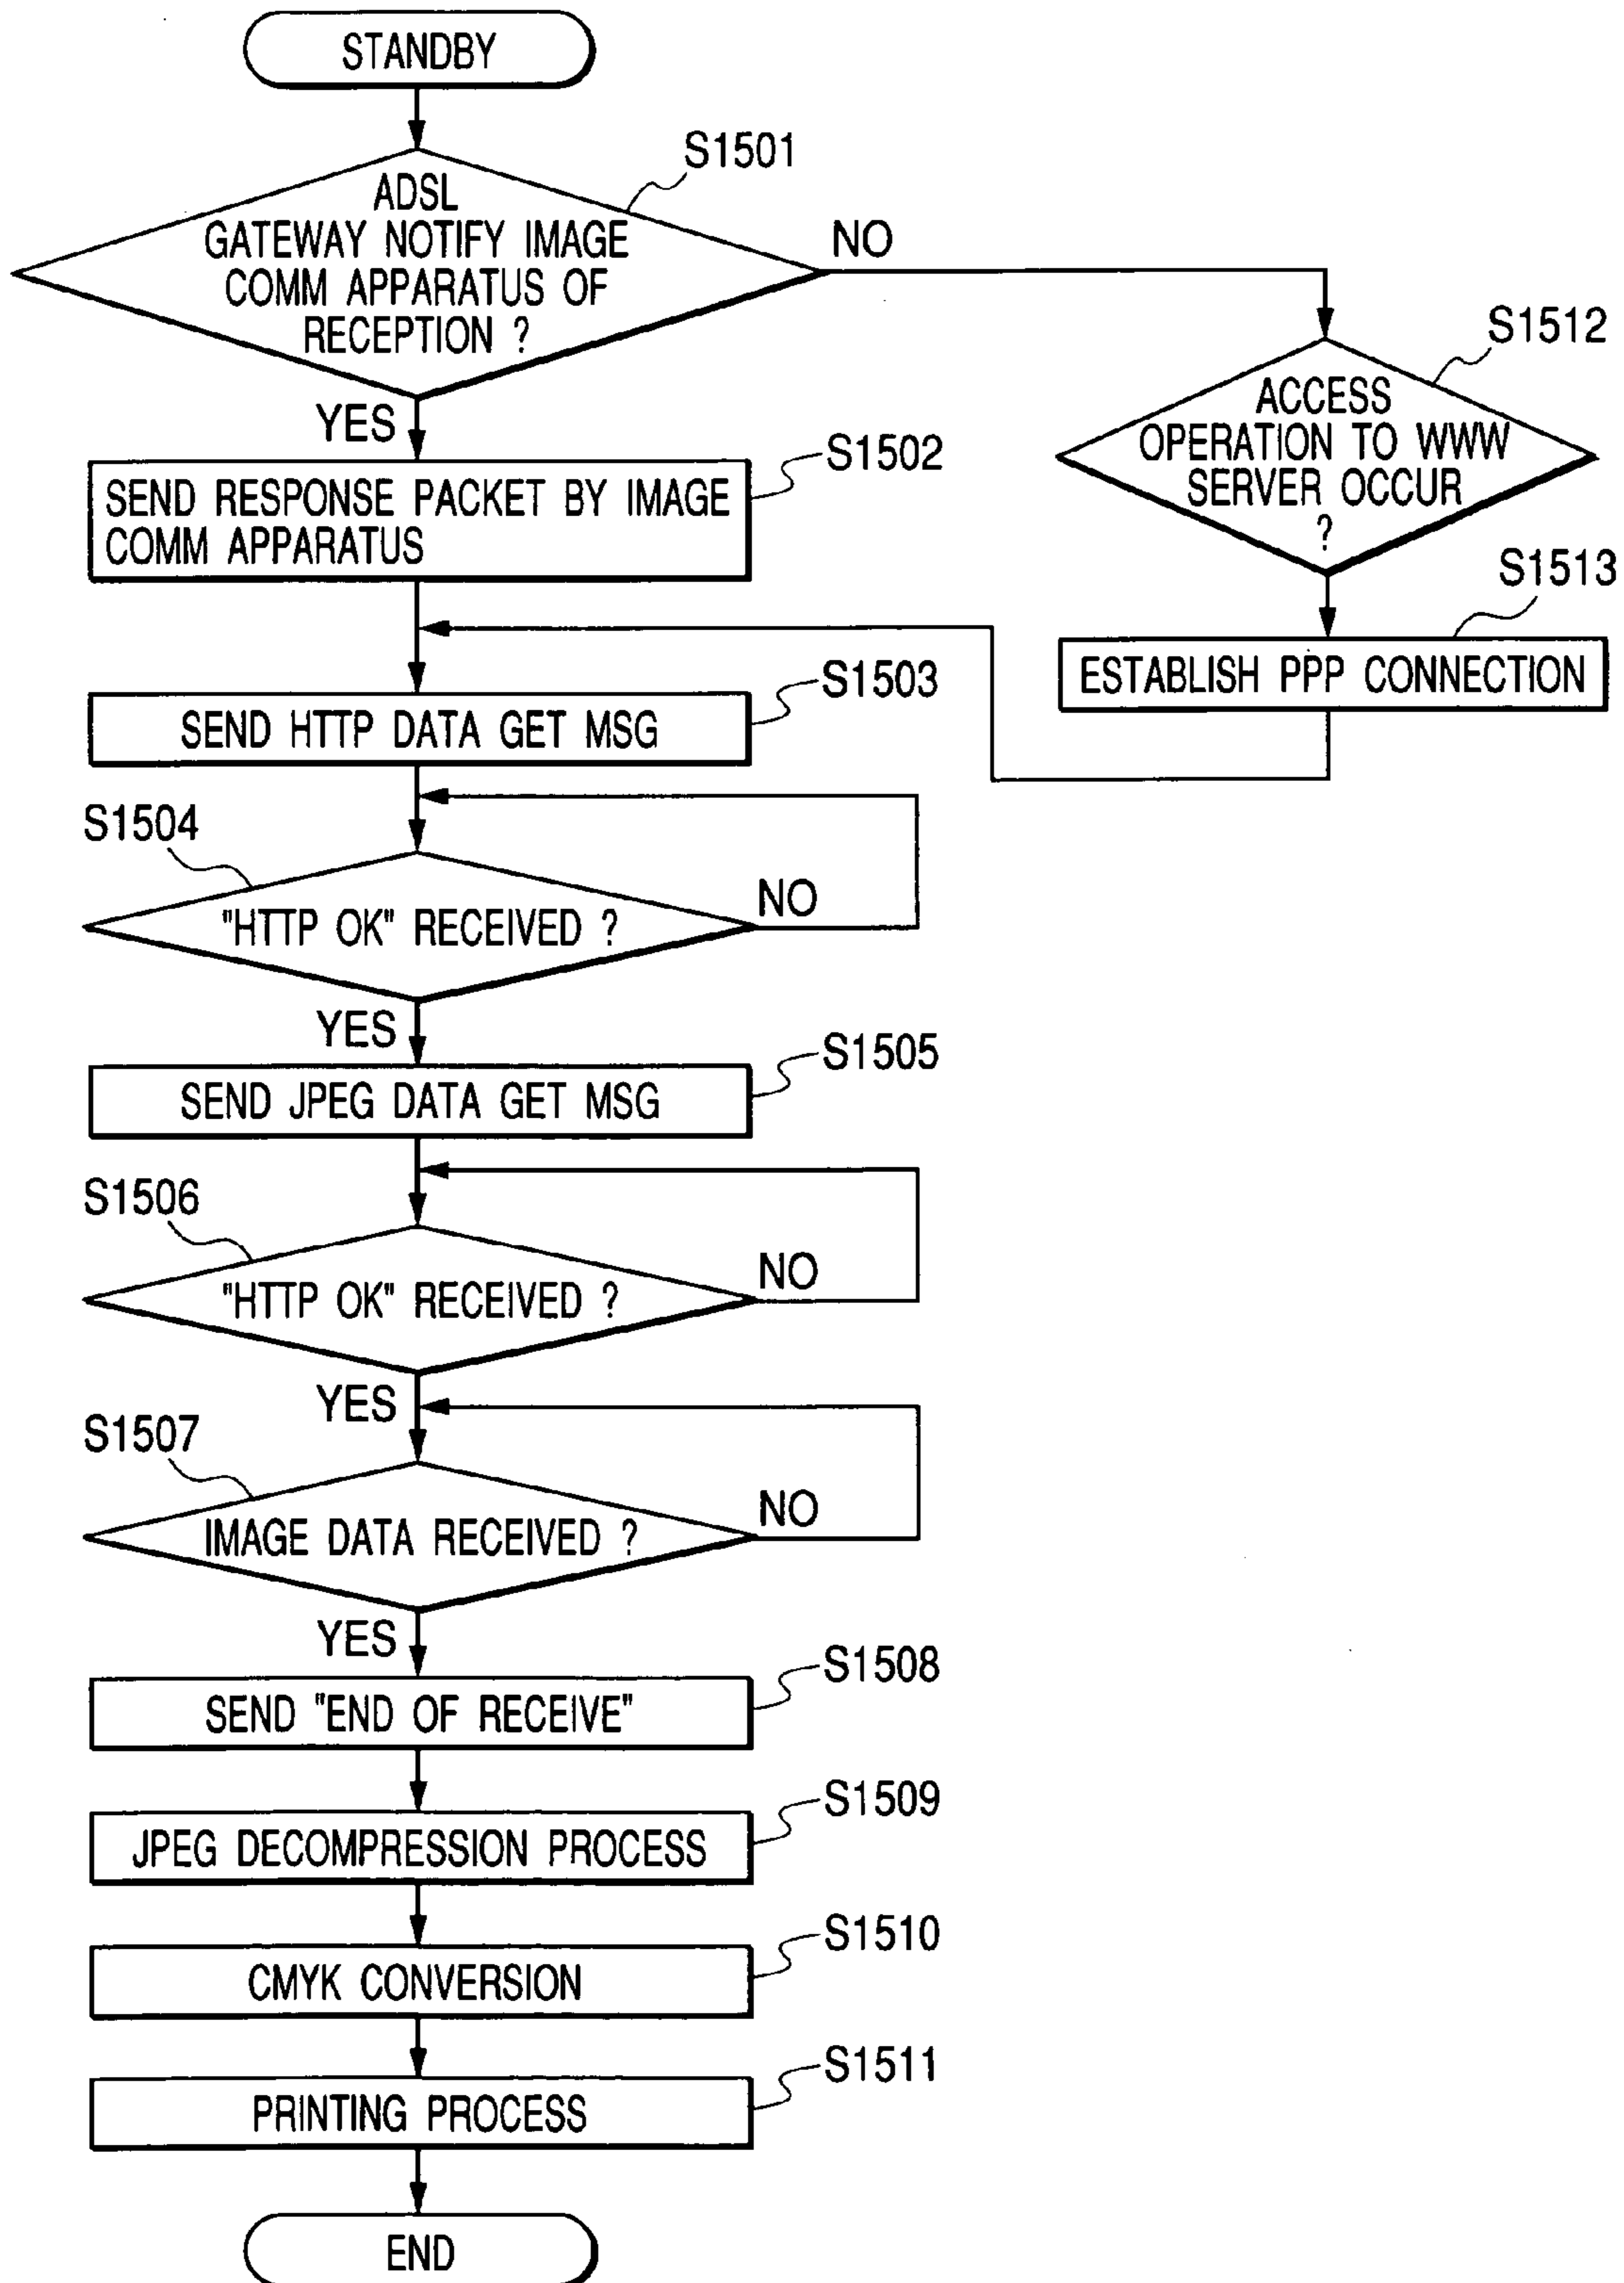 STANDBY
S1501
ADSL
GATEWAY NOTIFY IMAGE
COMM APPARATUS OF
RECEPTION ?
NO
YES
S1512
ACCESS
OPERATION TO WWW
SERVER OCCUR
?
S1502
SEND RESPONSE PACKET BY IMAGE
COMM APPARATUS
S1513
ESTABLISH PPP CONNECTION
S1503
SEND HTTP DATA GET MSG
S1504
"HTTP OK" RECEIVED ?
NO
YES
S1505
SEND JPEG DATA GET MSG
S1506
"HTTP OK" RECEIVED ?
NO
YES
S1507
IMAGE DATA RECEIVED ?
NO
YES
S1508
SEND "END OF RECEIVE"
S1509
JPEG DECOMPRESSION PROCESS
S1510
CMYK CONVERSION
S1511
PRINTING PROCESS
END